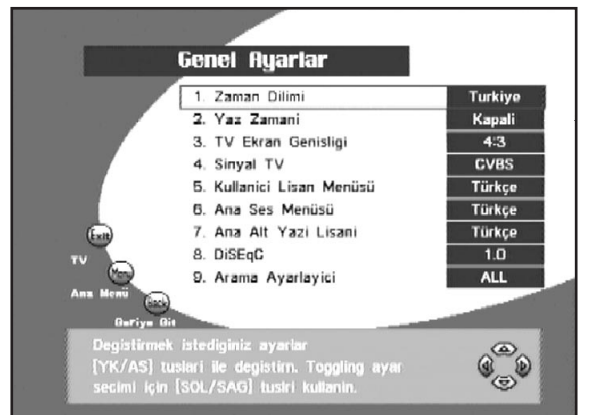 Genel Ayarlar
1. Zaman Dilimi Turkiye
2. Yaz Zamani Kapali
3. TV Ekran Genisligi 4:3
4. Sinyal TV CVBS
5. Kullanici Lisan Menüsü Türkçe
6. Ana Ses Menüsü Türkçe
7. Ana Alt Yazi Lisani Türkçe
8. DiSEqC 1.0
9. Arama Ayarlayici ALL
Exit
TV
Menu
Ana Menü
Back
Geriye Git
Degistirmek istediginiz ayarlar
[YK/AS] tuslari ile degistirn. Toggling ayar
secimi için [SOL/SAG] tuslri kullanin.